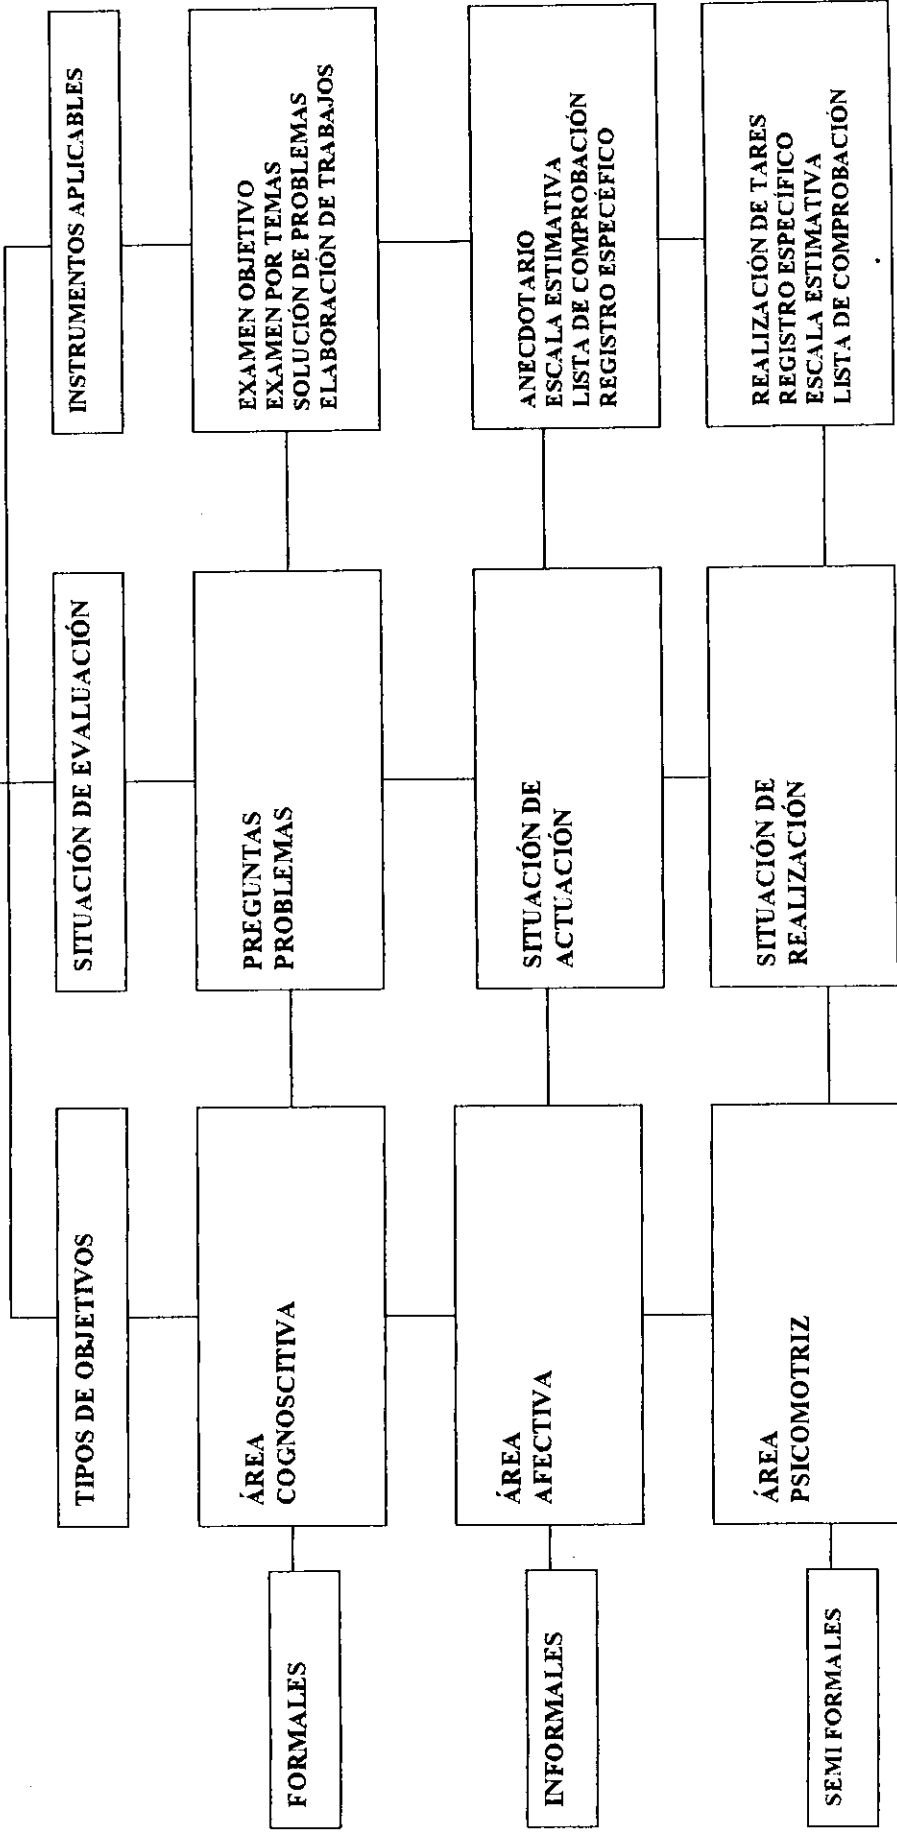 TIPOS DE OBJETIVOS
SITUACIÓN DE EVALUACIÓN
INSTRUMENTOS APLICABLES
FORMALES
ÁREA
COGNOSCITIVA
PREGUNTAS
PROBLEMAS
EXAMEN OBJETIVO
EXAMEN POR TEMAS
SOLUCIÓN DE PROBLEMAS
ELABORACIÓN DE TRABAJOS
INFORMALES
ÁREA
AFECTIVA
SITUACIÓN DE
ACTUACIÓN
ANECDOTARIO
ESCALA ESTIMATIVA
LISTA DE COMPROBACIÓN
REGISTRO ESPECÉFICO
SEMI FORMALES
ÁREA
PSICOMOTRIZ
SITUACIÓN DE
REALIZACIÓN
REALIZACIÓN DE TARES
REGISTRO ESPECÍFICO
ESCALA ESTIMATIVA
LISTA DE COMPROBACIÓN